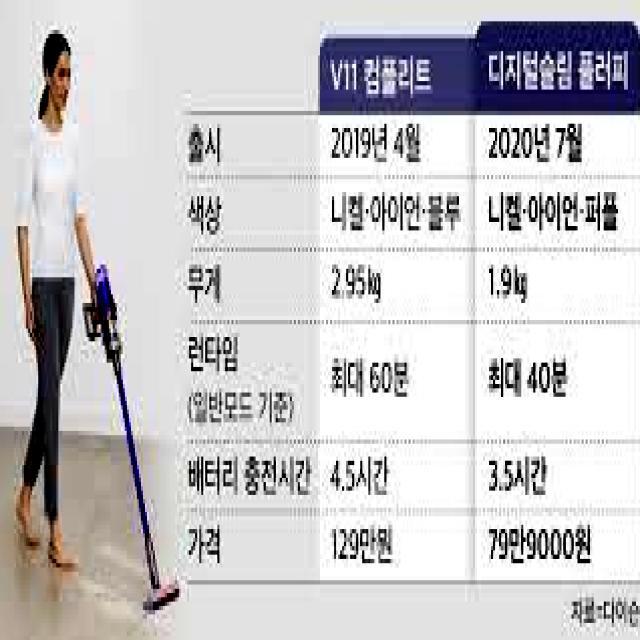 V11 컴플리트 디지털슬림 플러피
출시 2019년 4월 2020년 7월
색상 니켈·아이언·블루 니켈·아이언·퍼플
무게 2.95㎏ 1.9㎏
런타임
(일반모드 기준) 최대 60분 최대 40분
배터리 충전시간 4.5시간 3.5시간
가격 129만원 79만9000원
자료=다이슨